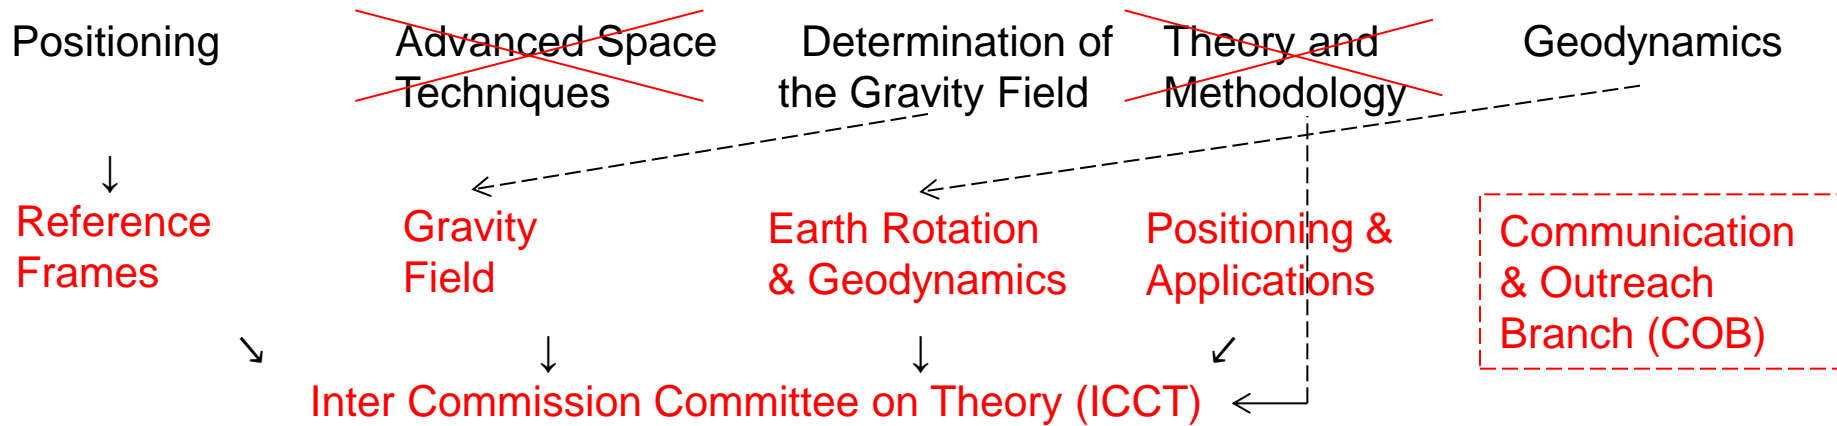 Positioning
Advanced Space
Techniques
Determination of
the Gravity Field
Theory and
Methodology
Geodynamics
Reference
Frames
Gravity
Field
Earth Rotation
& Geodynamics
Positioning &
Applications
Communication
& Outreach
Branch (COB)
Inter Commission Committee on Theory (ICCT)